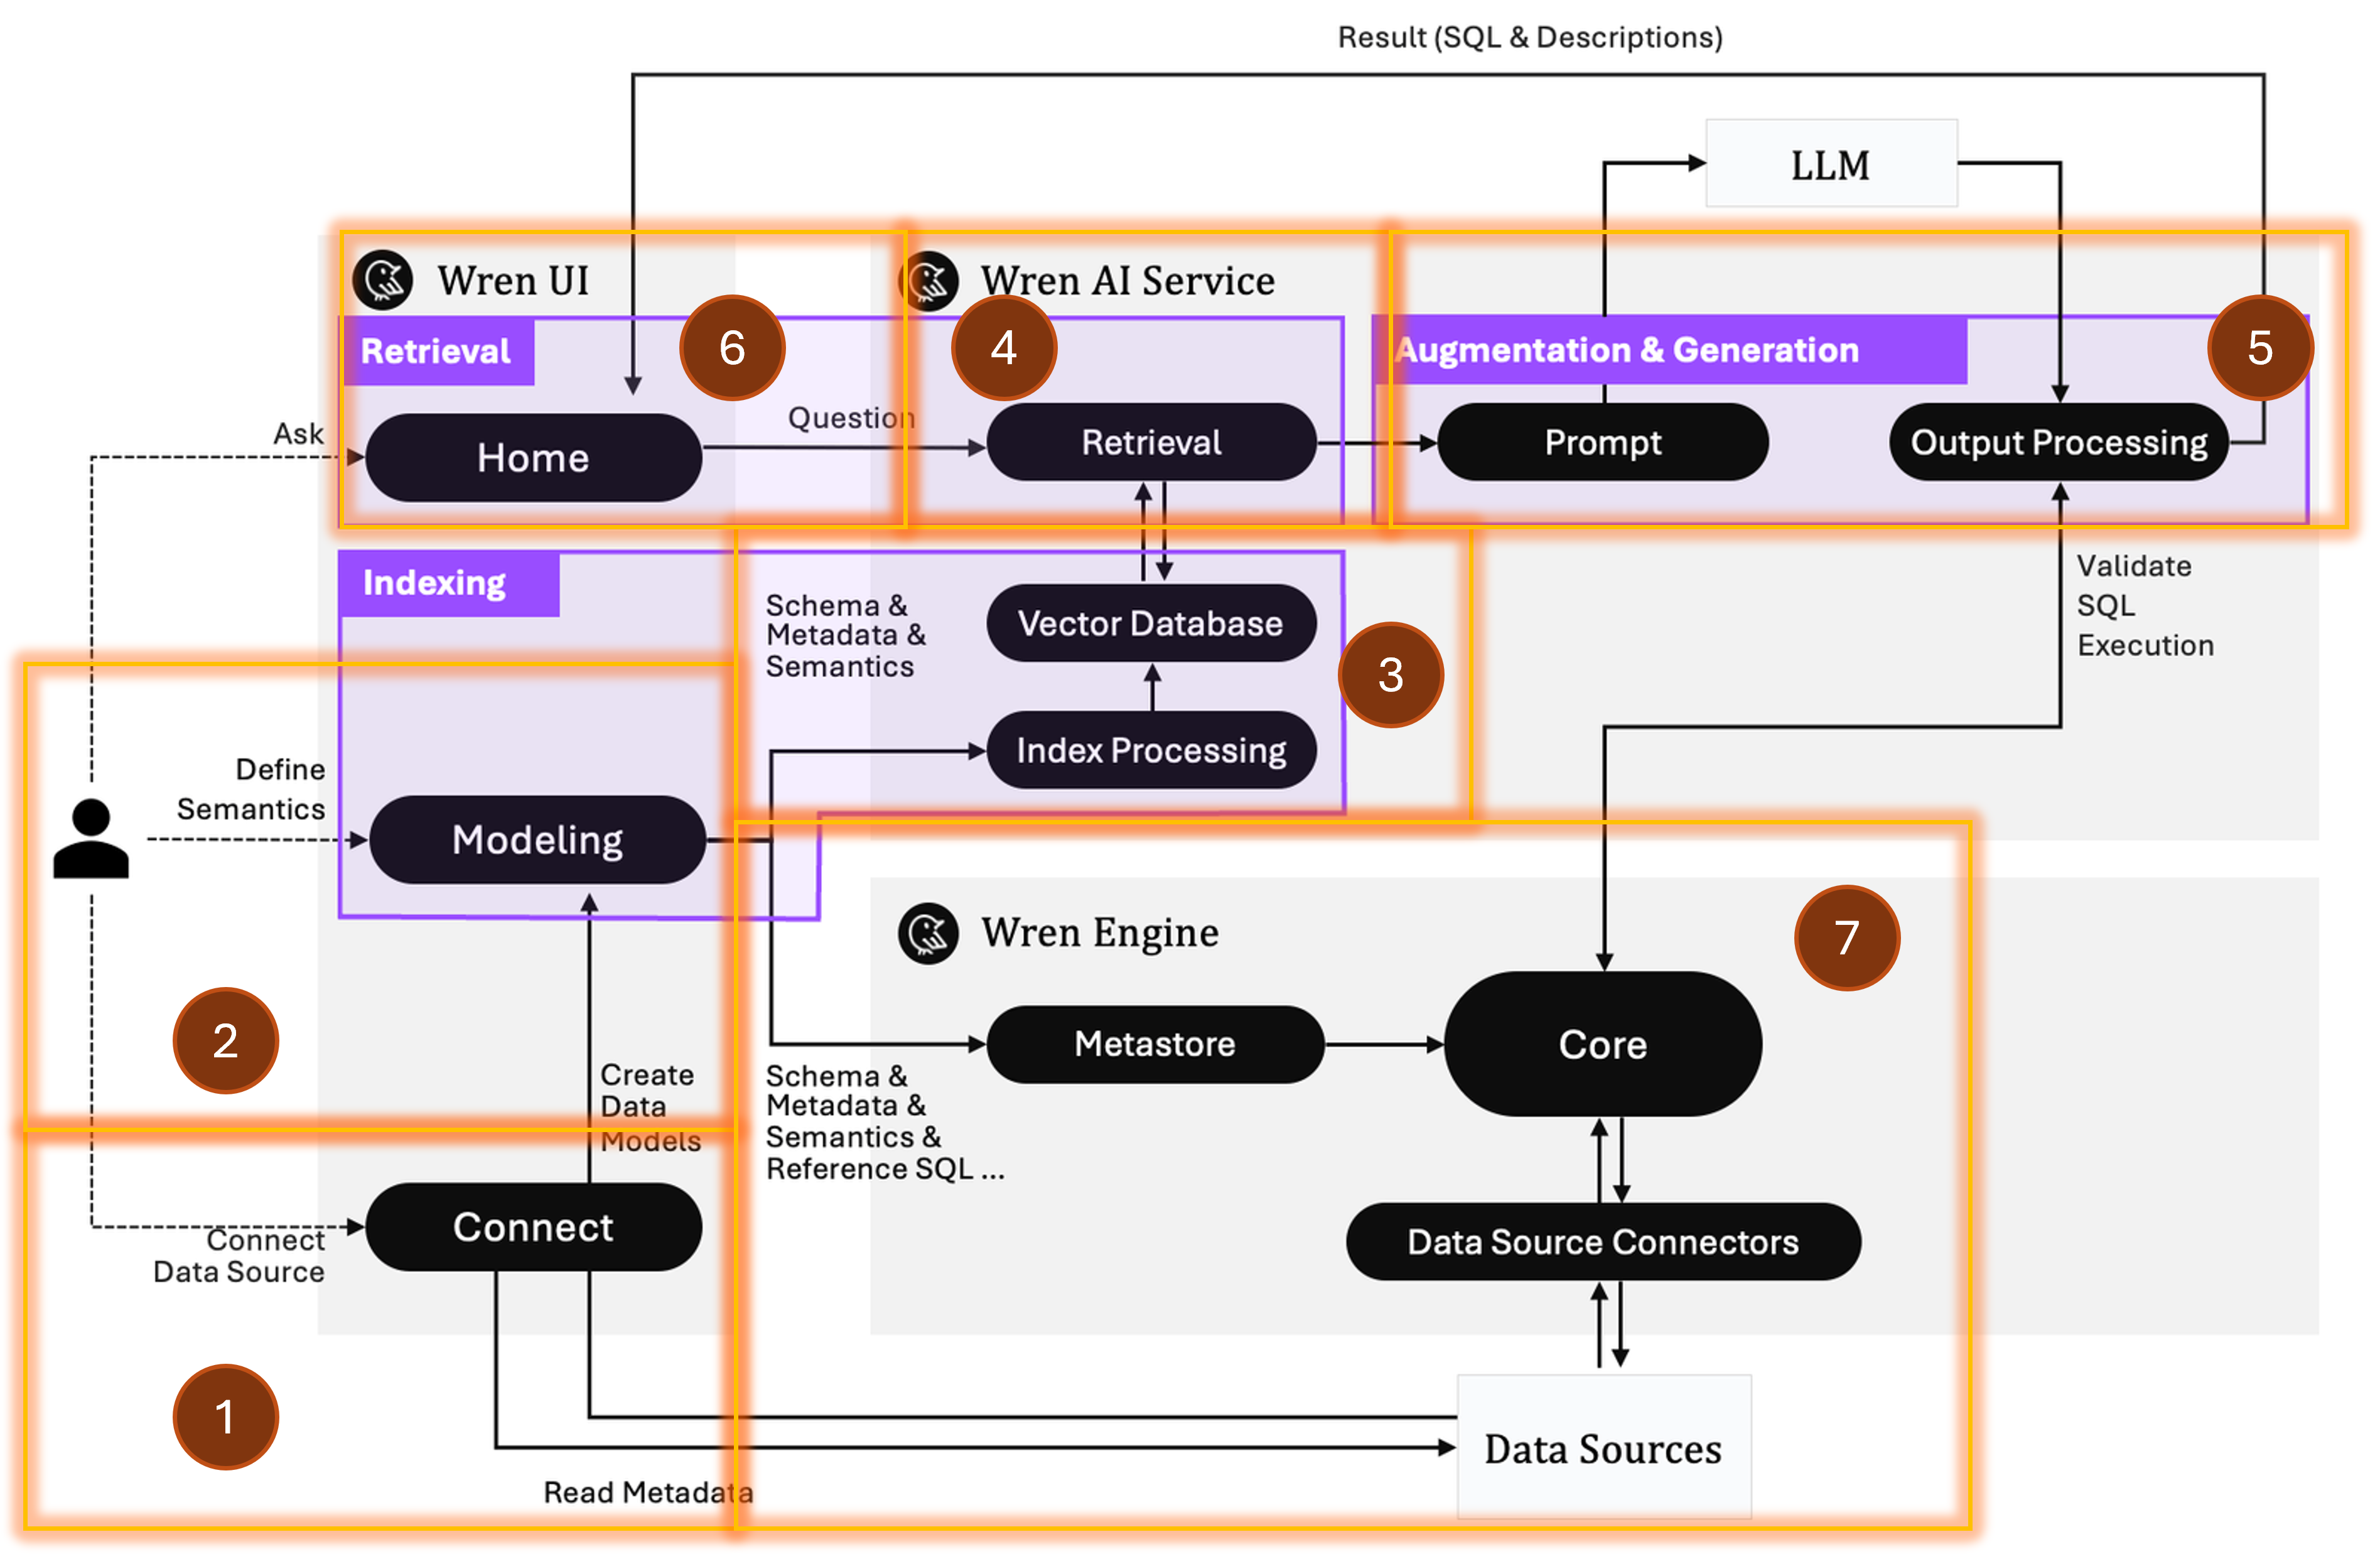 Result (SQL & Descriptions)
LLM
Wren UI
Wren AI Service
Retrieval
6
4
Augmentation & Generation
5
Ask
Home
Question
Retrieval
Prompt
Output Processing
Indexing
Schema &
Metadata &
Semantics
Vector Database
3
Validate
SQL
Execution
Index Processing
Define
Semantics
Modeling
Wren Engine
7
2
Metastore
Core
Create
Data
Models
Schema &
Metadata &
Semantics &
Reference SQL ...
Connect
Connect
Data Source
Data Source Connectors
1
Data Sources
Read Metadata